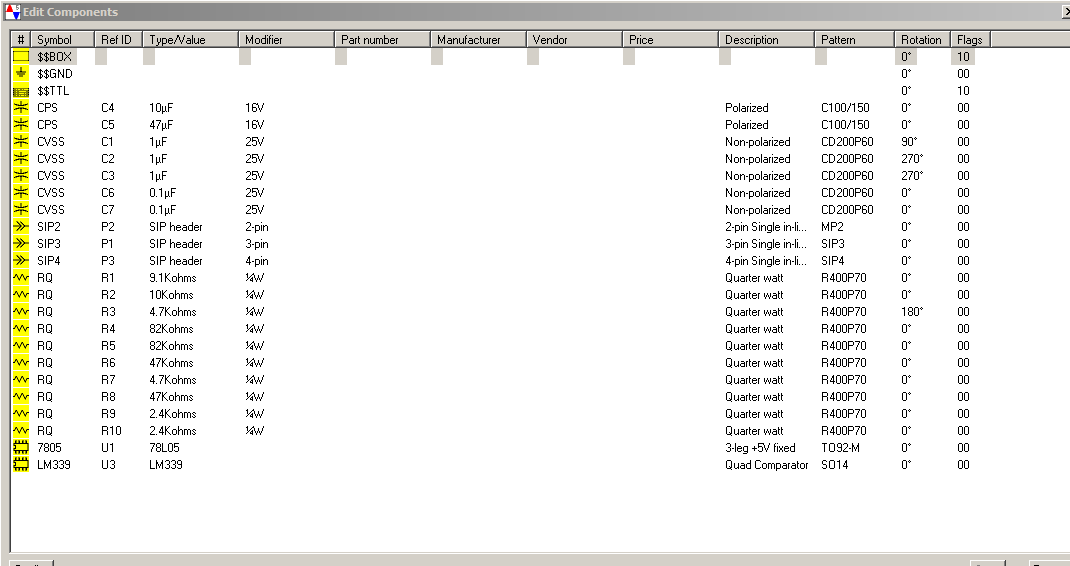 Edit Components
# Symbol Ref ID Type/Value Modifier Part number Manufacturer Vendor Price Description Pattern Rotation Flags
$$BOX 0° 10
$$GND 0° 00
$$TTL 0° 10
CPS C4 10µF 16V Polarized C100/150 0° 00
CPS C5 47µF 16V Polarized C100/150 0° 00
CVSS C1 1µF 25V Non-polarized CD200P60 90° 00
CVSS C2 1µF 25V Non-polarized CD200P60 270° 00
CVSS C3 1µF 25V Non-polarized CD200P60 270° 00
CVSS C6 0.1µF 25V Non-polarized CD200P60 0° 00
CVSS C7 0.1µF 25V Non-polarized CD200P60 0° 00
SIP2 P2 SIP header 2-pin 2-pin Single in-li... MP2 0° 00
SIP3 P1 SIP header 3-pin 3-pin Single in-li... SIP3 0° 00
SIP4 P3 SIP header 4-pin 4-pin Single in-li... SIP4 0° 00
RQ R1 9.1Kohms ¼W Quarter watt R400P70 0° 00
RQ R2 10Kohms ¼W Quarter watt R400P70 0° 00
RQ R3 4.7Kohms ¼W Quarter watt R400P70 180° 00
RQ R4 82Kohms ¼W Quarter watt R400P70 0° 00
RQ R5 82Kohms ¼W Quarter watt R400P70 0° 00
RQ R6 47Kohms ¼W Quarter watt R400P70 0° 00
RQ R7 4.7Kohms ¼W Quarter watt R400P70 0° 00
RQ R8 47Kohms ¼W Quarter watt R400P70 0° 00
RQ R9 2.4Kohms ¼W Quarter watt R400P70 0° 00
RQ R10 2.4Kohms ¼W Quarter watt R400P70 0° 00
7805 U1 78L05 3-leg +5V fixed TO92-M 0° 00
LM339 U3 LM339 Quad Comparator SO14 0° 00